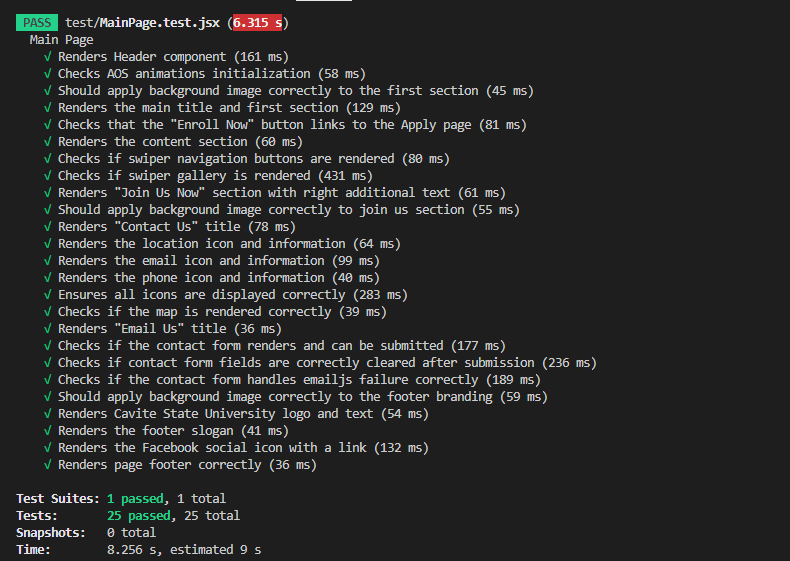 PASS test/MainPage.test.jsx (6.315 s)
Main Page
√ Renders Header component (161 ms)
√ Checks AOS animations initialization (58 ms)
√ Should apply background image correctly to the first section (45 ms)
√ Renders the main title and first section (129 ms)
√ Checks that the "Enroll Now" button links to the Apply page (81 ms)
√ Renders the content section (60 ms)
√ Checks if swiper navigation buttons are rendered (80 ms)
√ Checks if swiper gallery is rendered (431 ms)
√ Renders "Join Us Now" section with right additional text (61 ms)
√ Should apply background image correctly to join us section (55 ms)
√ Renders "Contact Us" title (78 ms)
√ Renders the location icon and information (64 ms)
√ Renders the email icon and information (99 ms)
√ Renders the phone icon and information (40 ms)
√ Ensures all icons are displayed correctly (283 ms)
√ Checks if the map is rendered correctly (39 ms)
√ Renders "Email Us" title (36 ms)
√ Checks if the contact form renders and can be submitted (177 ms)
√ Checks if contact form fields are correctly cleared after submission (236 ms)
√ Checks if the contact form handles emailjs failure correctly (189 ms)
√ Should apply background image correctly to the footer branding (59 ms)
√ Renders Cavite State University logo and text (54 ms)
√ Renders the footer slogan (41 ms)
√ Renders the Facebook social icon with a link (132 ms)
√ Renders page footer correctly (36 ms)
Test Suites: 1 passed, 1 total
Tests: 25 passed, 25 total
Snapshots: 0 total
Time: 8.256 s, estimated 9 s